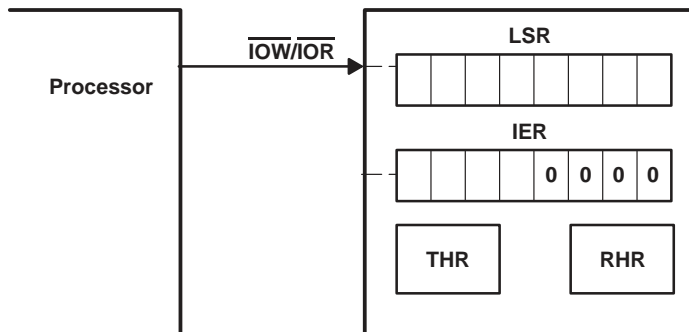 LSR
IOW/IOR
Processor
IER
0 0 0 0
THR RHR